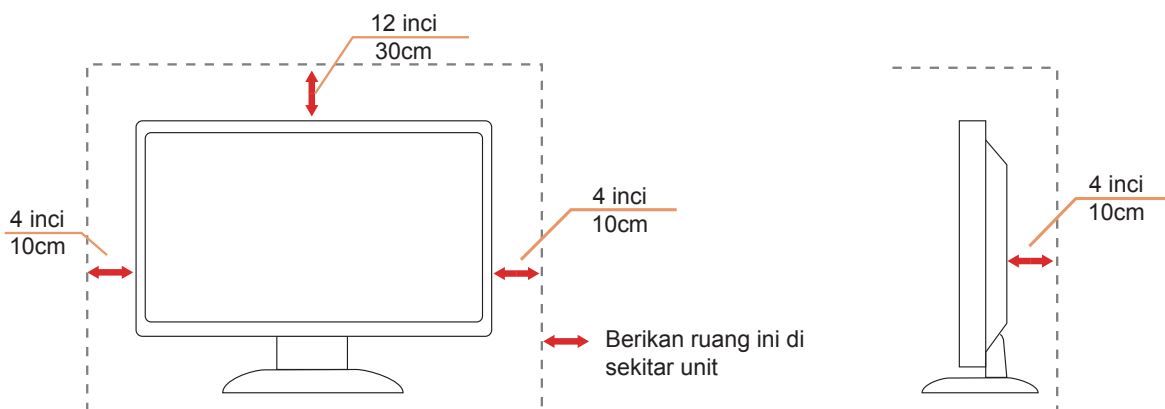 12 inci
30cm
4 inci
10cm
4 inci
10cm
4 inci
10cm
Berikan ruang ini di
sekitar unit